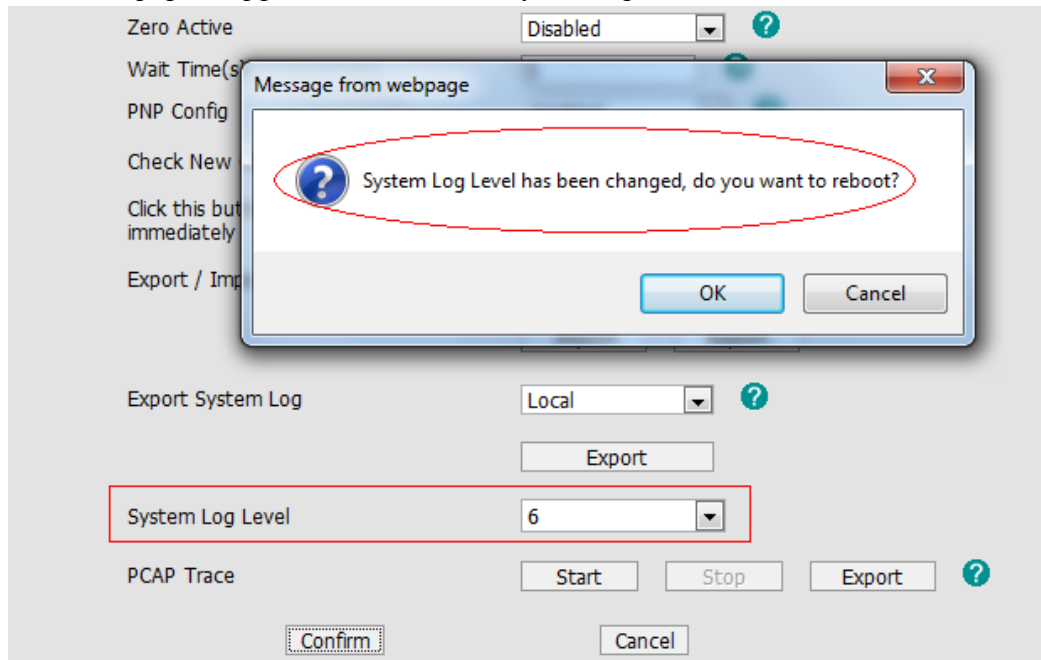 Zero Active Disabled ?
Wait Time(s)
Message from webpage x
PNP Config
Check New
? System Log Level has been changed, do you want to reboot?
Click this but
immediately
Export / Imp
OK Cancel
Export System Log Local ?
Export
System Log Level 6
PCAP Trace Start Stop Export ?
Confirm Cancel